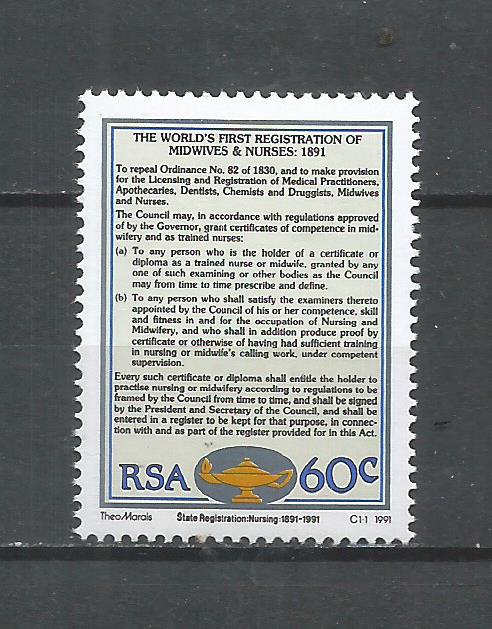 THE WORLD'S FIRST REGISTRATION OF
MIDWIVES & NURSES: 1891
To repeal Ordinance No. 82 of 1830, and to make provision
for the Licensing and Registration of Medical Practitioners,
Apothecaries, Dentists, Chemists and Druggists, Midwives
and Nurses.
The Council may, in accordance with regulations approved
of by the Governor, grant certificates of competence in mid-
wifery and as trained nurses:
(a) To any person who is the holder of a certificate or
diploma as a trained nurse or midwife, granted by any
one of such examining or other bodies as the Council
may from time to time prescribe and define.
(b) To any person who shall satisfy the examiners thereto
appointed by the Council of his or her competence, skill
and fitness in and for the occupation of Nursing and
Midwifery, and who shall in addition produce proof by
certificate or otherwise of having had sufficient training
in nursing or midwife's calling work, under competent
supervision.
Every such certificate or diploma shall entitle the holder to
practise nursing or midwifery according to regulations to be
framed by the Council from time to time, and shall be signed
by the President and Secretary of the Council, and shall be
entered in a register to be kept for that purpose, in connec-
tion with and as part of the register provided for in this Act.
RSA 60c
Theo Marais State Registration:Nursing:1891-1991 C1·1 1991